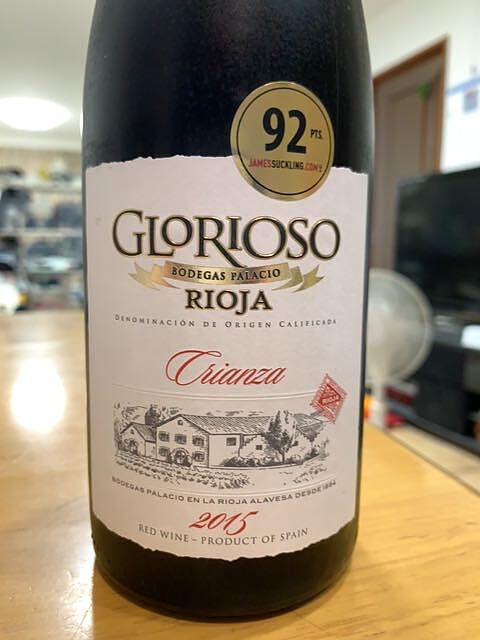 92 PTS.
JAMESSUCKLING.COM
GLORIOSO
BODEGAS PALACIO
RIOJA
DENOMINACIÓN DE ORIGEN CALIFICADA
Crianza
BODEGAS PALACIO EN LA RIOJA ALAVESA DESDE 1894
2015
RED WINE – PRODUCT OF SPAIN